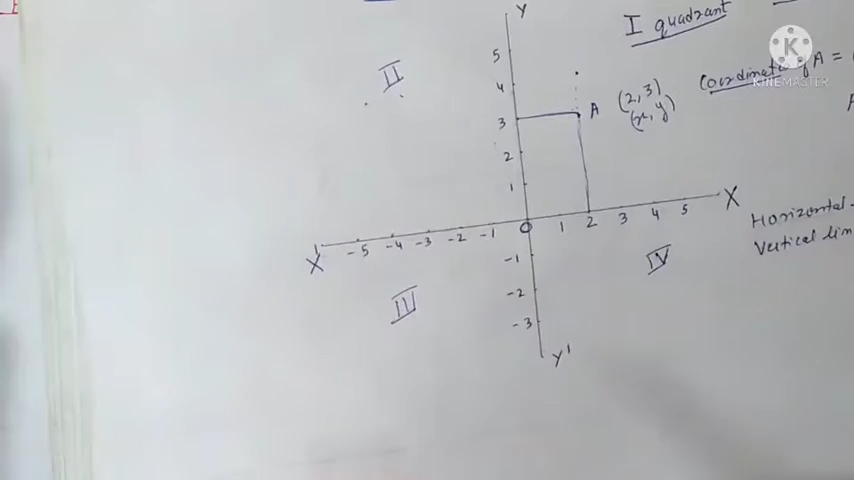 Y
I quadrant
5
II
4
Coordinates of A =
KINEMASTER
3
A (2,3)
(x,y)
2
1
X' -5 -4 -3 -2 -1 0 1 2 3 4 5 X
Horizontal
Vertical line
-1
IV
III
-2
-3
Y'